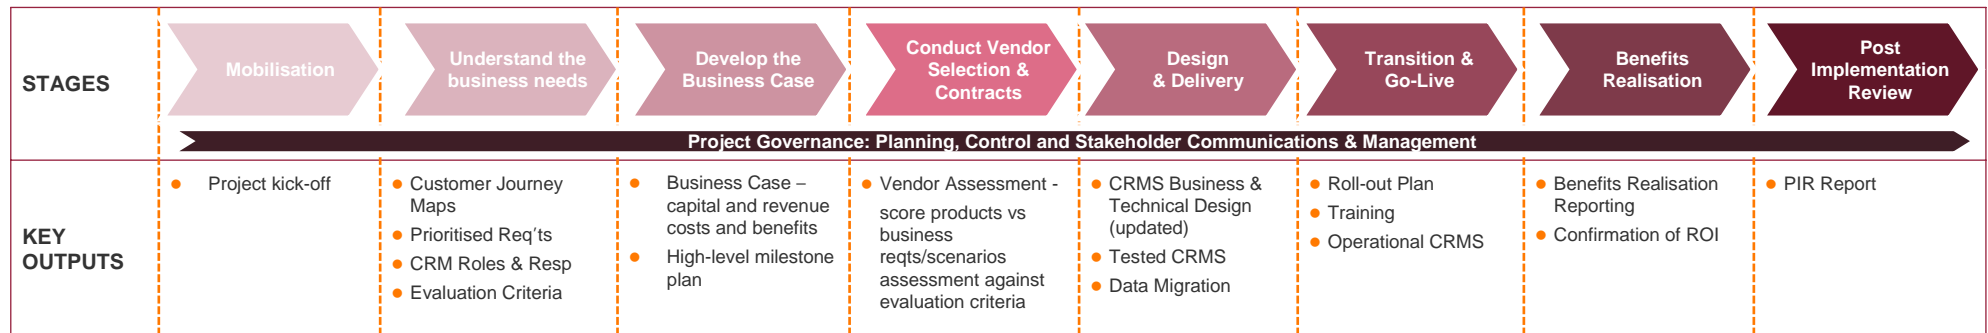 STAGES
Mobilisation
Understand the
business needs
Develop the
Business Case
Conduct Vendor
Selection &
Contracts
Design
& Delivery
Transition &
Go-Live
Benefits
Realisation
Post
Implementation
Review
Project Governance: Planning, Control and Stakeholder Communications & Management
KEY
OUTPUTS
Project kick-off
Customer Journey
Maps
Prioritised Req'ts
CRM Roles & Resp
Evaluation Criteria
Business Case –
capital and revenue
costs and benefits
High-level milestone
plan
Vendor Assessment -
score products vs
business
reqts/scenarios
assessment against
evaluation criteria
CRMS Business &
Technical Design
(updated)
Tested CRMS
Data Migration
Roll-out Plan
Training
Operational CRMS
Benefits Realisation
Reporting
Confirmation of ROI
PIR Report